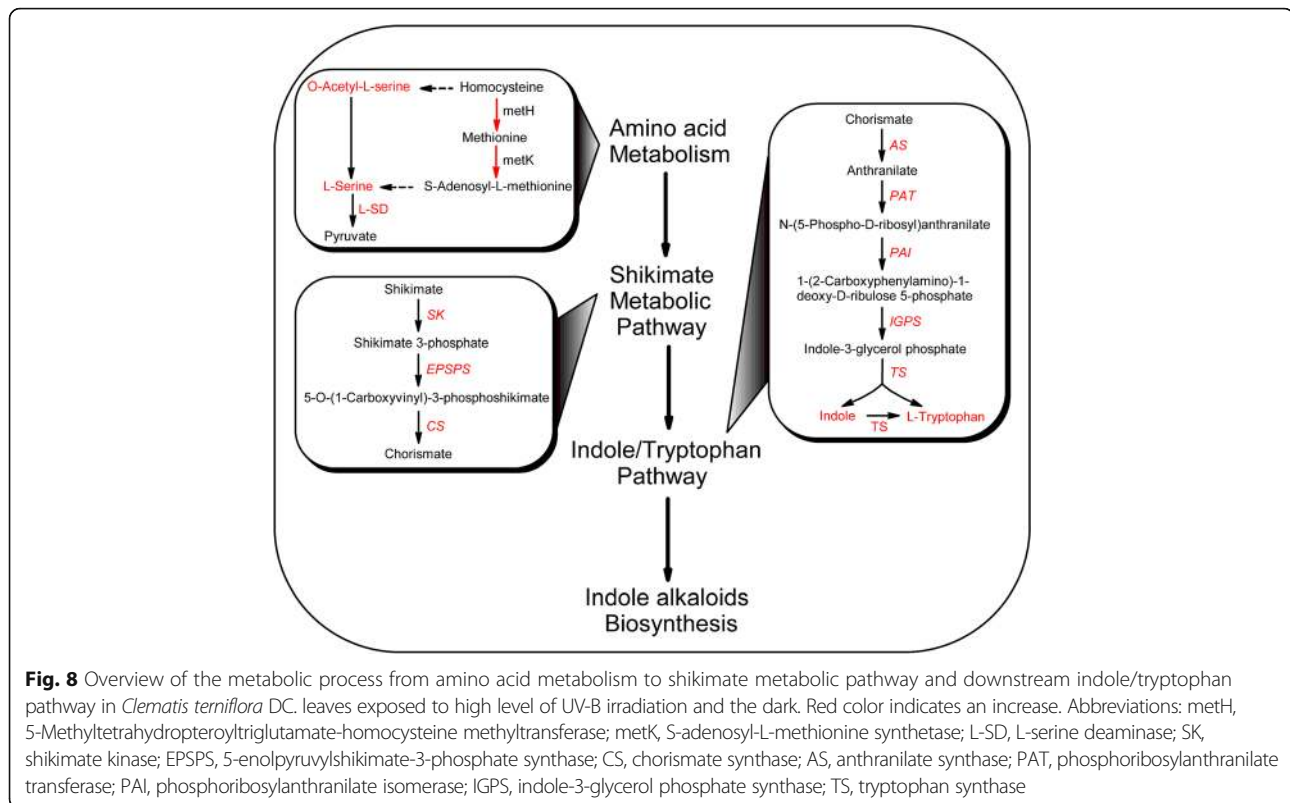 O-Acetyl-L-serine
Homocysteine
metH
Methionine
metK
L-Serine
S-Adenosyl-L-methionine
L-SD
Pyruvate
Amino acid
Metabolism
Shikimate
Metabolic
Pathway
Indole/Tryptophan
Pathway
Indole alkaloids
Biosynthesis
Shikimate
SK
Shikimate 3-phosphate
EPSPS
5-O-(1-Carboxyvinyl)-3-phosphoshikimate
CS
Chorismate
Chorismate
AS
Anthranilate
PAT
N-(5-Phospho-D-ribosyl)anthranilate
PAI
1-(2-Carboxyphenylamino)-1-
deoxy-D-ribulose 5-phosphate
IGPS
Indole-3-glycerol phosphate
TS
Indole
TS
L-Tryptophan
Fig. 8 Overview of the metabolic process from amino acid metabolism to shikimate metabolic pathway and downstream indole/tryptophan
pathway in Clematis terniflora DC. leaves exposed to high level of UV-B irradiation and the dark. Red color indicates an increase. Abbreviations: metH,
5-Methyltetrahydropteroyltriglutamate-homocysteine methyltransferase; metK, S-adenosyl-L-methionine synthetase; L-SD, L-serine deaminase; SK,
shikimate kinase; EPSPS, 5-enolpyruvylshikimate-3-phosphate synthase; CS, chorismate synthase; AS, anthranilate synthase; PAT, phosphoribosylanthranilate
transferase; PAI, phosphoribosylanthranilate isomerase; IGPS, indole-3-glycerol phosphate synthase; TS, tryptophan synthase